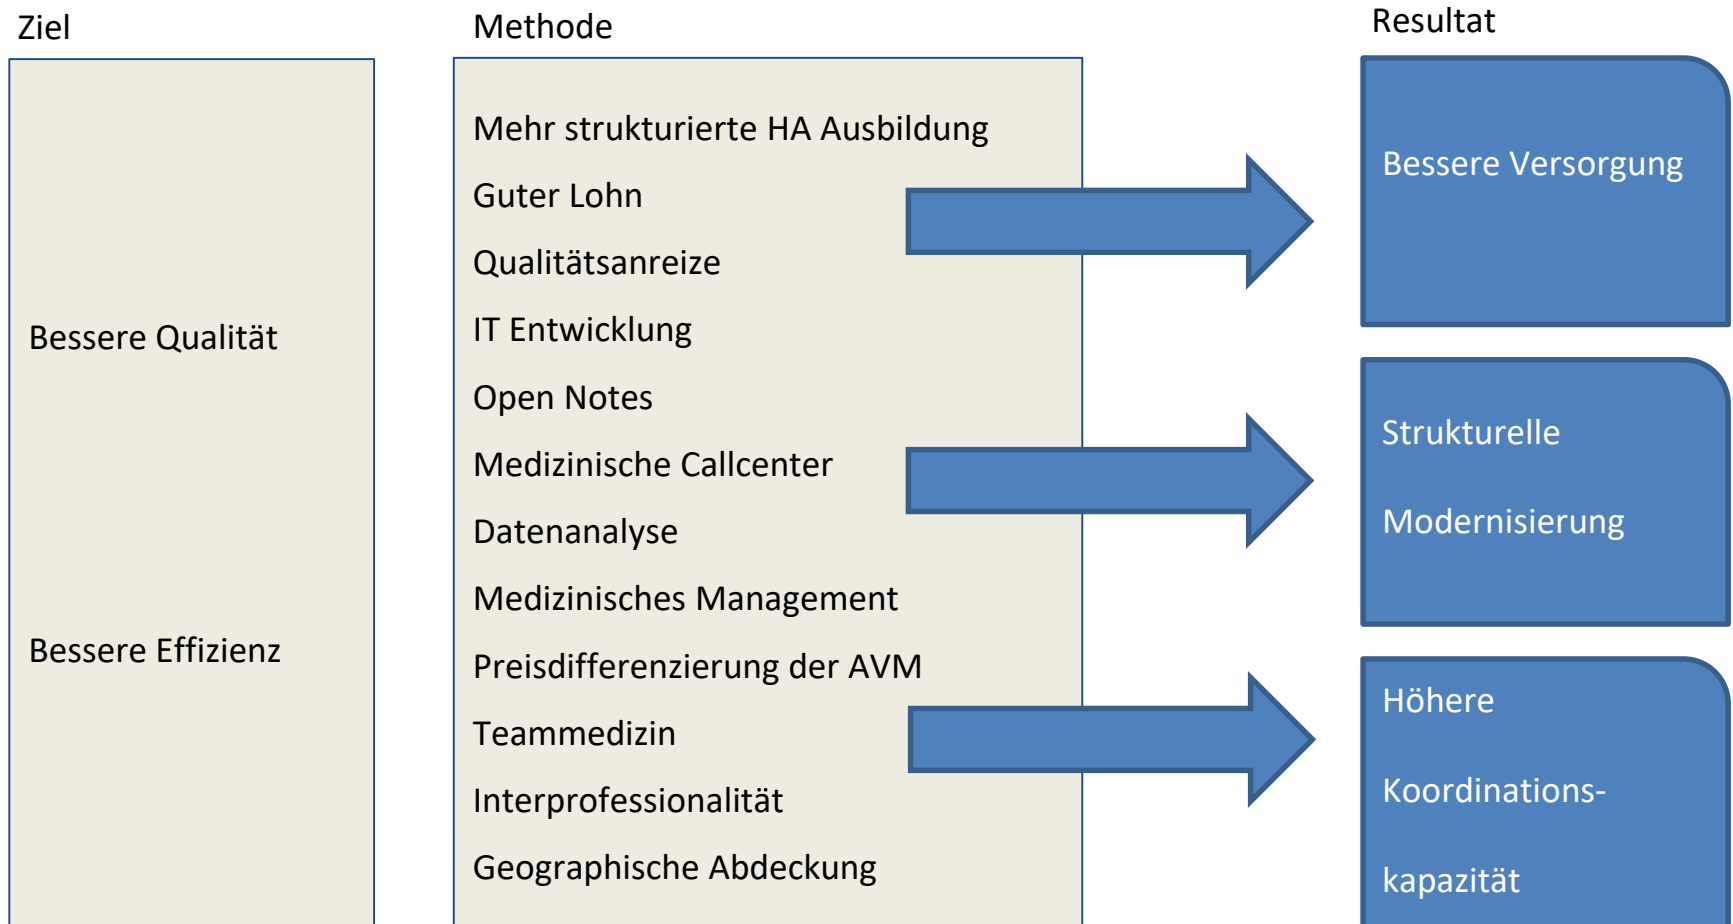 Ziel
Methode
Resultat
Bessere Qualität
Bessere Effizienz
Mehr strukturierte HA Ausbildung
Guter Lohn
Qualitätsanreize
IT Entwicklung
Open Notes
Medizinische Callcenter
Datenanalyse
Medizinisches Management
Preisdifferenzierung der AVM
Teammedizin
Interprofessionalität
Geographische Abdeckung
Bessere Versorgung
Strukturelle
Modernisierung
Höhere
Koordinations-
kapazität